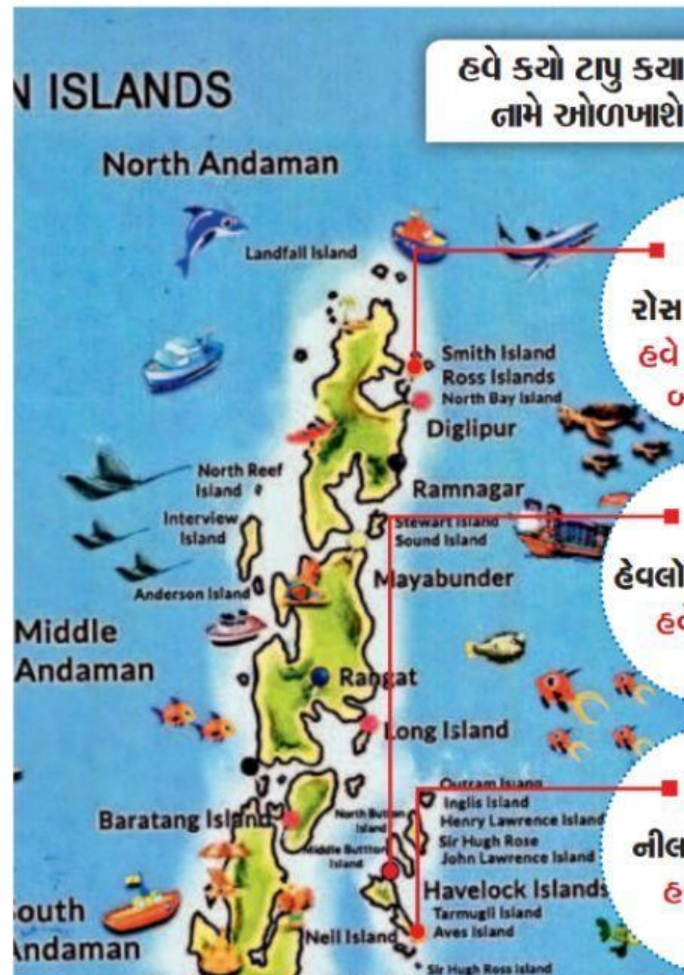 N ISLANDS
હવે કયો ટાપુ કયા
નામે ઓળખાશે
North Andaman
Landfall Island
રોસ
હવે
Smith Island
Ross Islands
North Bay Island
Diglipur
North Reef
Island
Ramnagar
Interview
Island
Stewart Island
Sound Island
Anderson Island
Mayabunder
હેવલો
હવે
Middle
Andaman
Rangat
Long Island
Outram Island
Inglis Island
Baratang Island
North Button
Island
Henry Lawrence Island
Sir Hugh Rose
Middle Buttton
Island
John Lawrence Island
નીલ
હ
Havelock Islands
South
Andaman
Tarmugli Island
Neil Island
Aves Island
Sir Hugh Ross Island